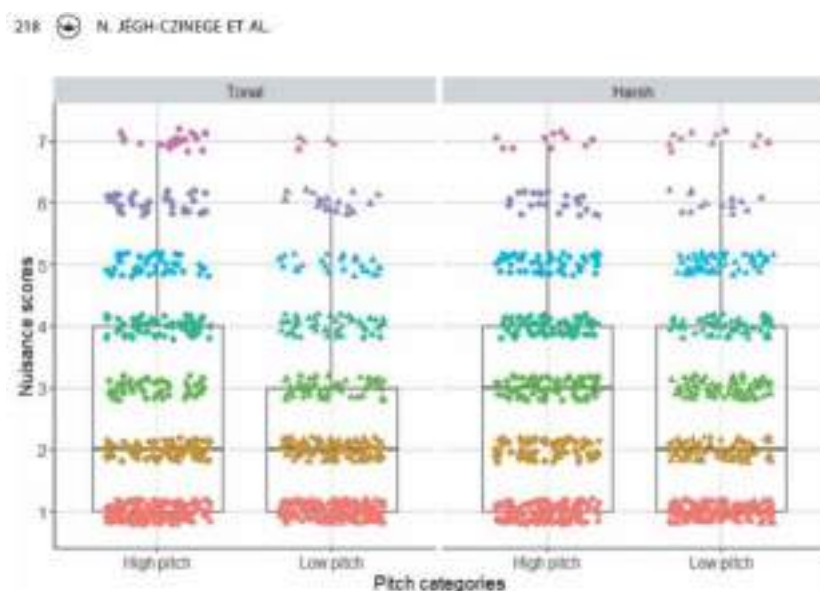 218 N. JÉGH-CZINEGE ET AL.
Tonal Harsh
7
6
5
4
3
2
1
Nuisance scores
High pitch Low pitch High pitch Low pitch
Pitch categories